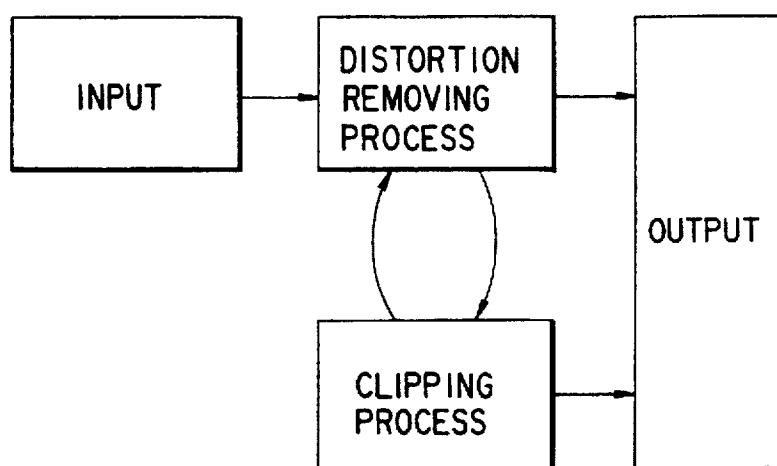 INPUT
DISTORTION
REMOVING
PROCESS
OUTPUT
CLIPPING
PROCESS